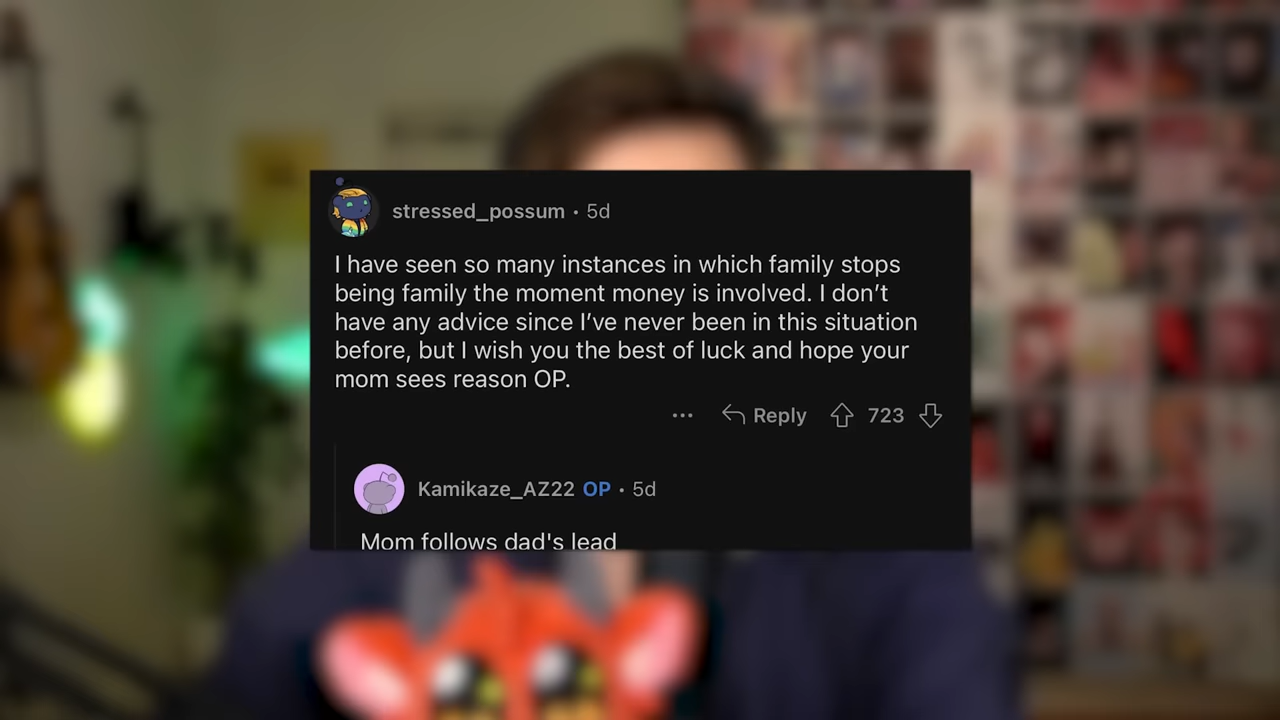 stressed_possum • 5d
I have seen so many instances in which family stops
being family the moment money is involved. I don’t
have any advice since I’ve never been in this situation
before, but I wish you the best of luck and hope your
mom sees reason OP.
... Reply 723
Kamikaze_AZ22 OP • 5d
Mom follows dad's lead